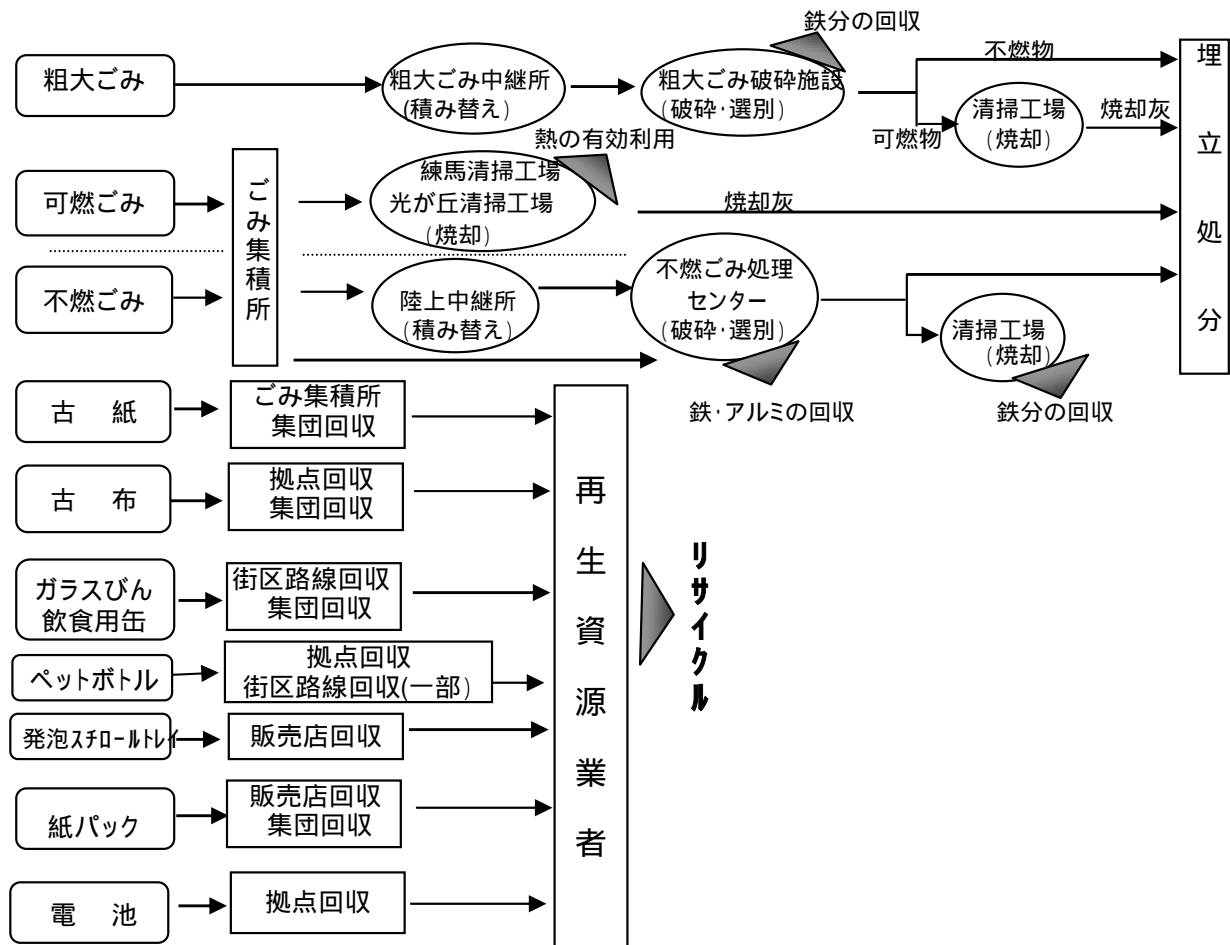 鉄分の回収
粗大ごみ
粗大ごみ中継所
(積み替え)
粗大ごみ破砕施設
(破砕・選別)
不燃物
可燃物
清掃工場
(焼却)
焼却灰
埋立処分
熱の有効利用
可燃ごみ
ごみ集積所
練馬清掃工場
光が丘清掃工場
(焼却)
焼却灰
不燃ごみ
陸上中継所
(積み替え)
不燃ごみ処理
センター
(破砕・選別)
清掃工場
(焼却)
鉄・アルミの回収
鉄分の回収
古 紙
ごみ集積所
集団回収
古 布
拠点回収
集団回収
ガラスびん
飲食用缶
街区路線回収
集団回収
ペットボトル
拠点回収
街区路線回収(一部)
発泡ｽﾁﾛｰﾙﾄﾚｲ
販売店回収
紙パック
販売店回収
集団回収
電 池
拠点回収
再生資源業者
リサイクル